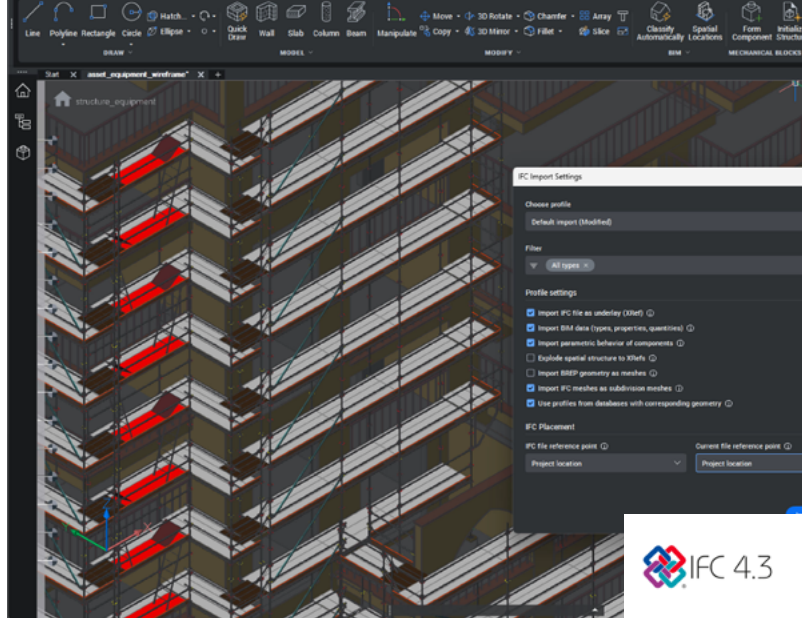 Hatch...
Line Polyline Rectangle Circle Ellipse
Quick Draw Wall Slab Column Beam
Manipulate Move 3D Rotate Chamfer Array
Copy 3D Mirror Fillet Slice
Classify Automatically Spatial Locations
Form Component
DRAW MODEL MODIFY BIM MECHANICAL BLOCKS
Start X asset_equipment_wireframe* X +
structure_equipment
IFC Import Settings
Choose profile
Default import (Modified)
Filter
All types ×
Profile settings
Import IFC file as underlay (XRef)
Import BIM data (types, properties, quantities)
Import parametric behavior of components
Explode spatial structure to XRefs
Import BREP geometry as meshes
Import IFC meshes as subdivision meshes
Use profiles from databases with corresponding geometry
IFC Placement
IFC file reference point Current file reference point
Project location Project location
IFC 4.3